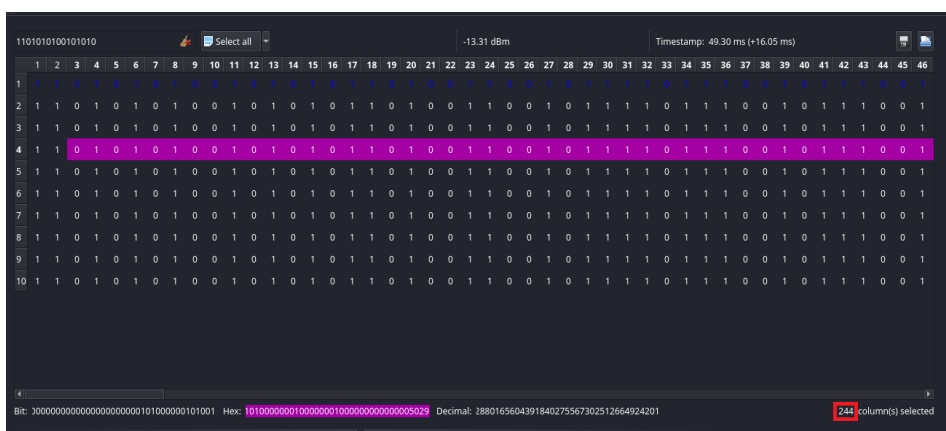 1101010100101010 Select all -13.31 dBm Timestamp: 49.30 ms (+16.05 ms)
1 2 3 4 5 6 7 8 9 10 11 12 13 14 15 16 17 18 19 20 21 22 23 24 25 26 27 28 29 30 31 32 33 34 35 36 37 38 39 40 41 42 43 44 45 46
1
2 1 1 0 1 0 1 0 1 0 0 1 0 1 0 1 0 1 1 0 1 0 0 1 1 0 0 1 0 1 1 1 1 0 1 1 1 0 0 1 0 1 1 1 0 0 1
3 1 1 0 1 0 1 0 1 0 0 1 0 1 0 1 0 1 1 0 1 0 0 1 1 0 0 1 0 1 1 1 1 0 1 1 1 0 0 1 0 1 1 1 0 0 1
4 1 1 0 1 0 1 0 1 0 0 1 0 1 0 1 0 1 1 0 1 0 0 1 1 0 0 1 0 1 1 1 1 0 1 1 1 0 0 1 0 1 1 1 0 0 1
5 1 1 0 1 0 1 0 1 0 0 1 0 1 0 1 0 1 1 0 1 0 0 1 1 0 0 1 0 1 1 1 1 0 1 1 1 0 0 1 0 1 1 1 0 0 1
6 1 1 0 1 0 1 0 1 0 0 1 0 1 0 1 0 1 1 0 1 0 0 1 1 0 0 1 0 1 1 1 1 0 1 1 1 0 0 1 0 1 1 1 0 0 1
7 1 1 0 1 0 1 0 1 0 0 1 0 1 0 1 0 1 1 0 1 0 0 1 1 0 0 1 0 1 1 1 1 0 1 1 1 0 0 1 0 1 1 1 0 0 1
8 1 1 0 1 0 1 0 1 0 0 1 0 1 0 1 0 1 1 0 1 0 0 1 1 0 0 1 0 1 1 1 1 0 1 1 1 0 0 1 0 1 1 1 0 0 1
9 1 1 0 1 0 1 0 1 0 0 1 0 1 0 1 0 1 1 0 1 0 0 1 1 0 0 1 0 1 1 1 1 0 1 1 1 0 0 1 0 1 1 1 0 0 1
10 1 1 0 1 0 1 0 1 0 0 1 0 1 0 1 0 1 1 0 1 0 0 1 1 0 0 1 0 1 1 1 1 0 1 1 1 0 0 1 0 1 1 1 0 0 1
Bit: Hex: Decimal: 2880165604391840275567302512664924201 244 column(s) selected